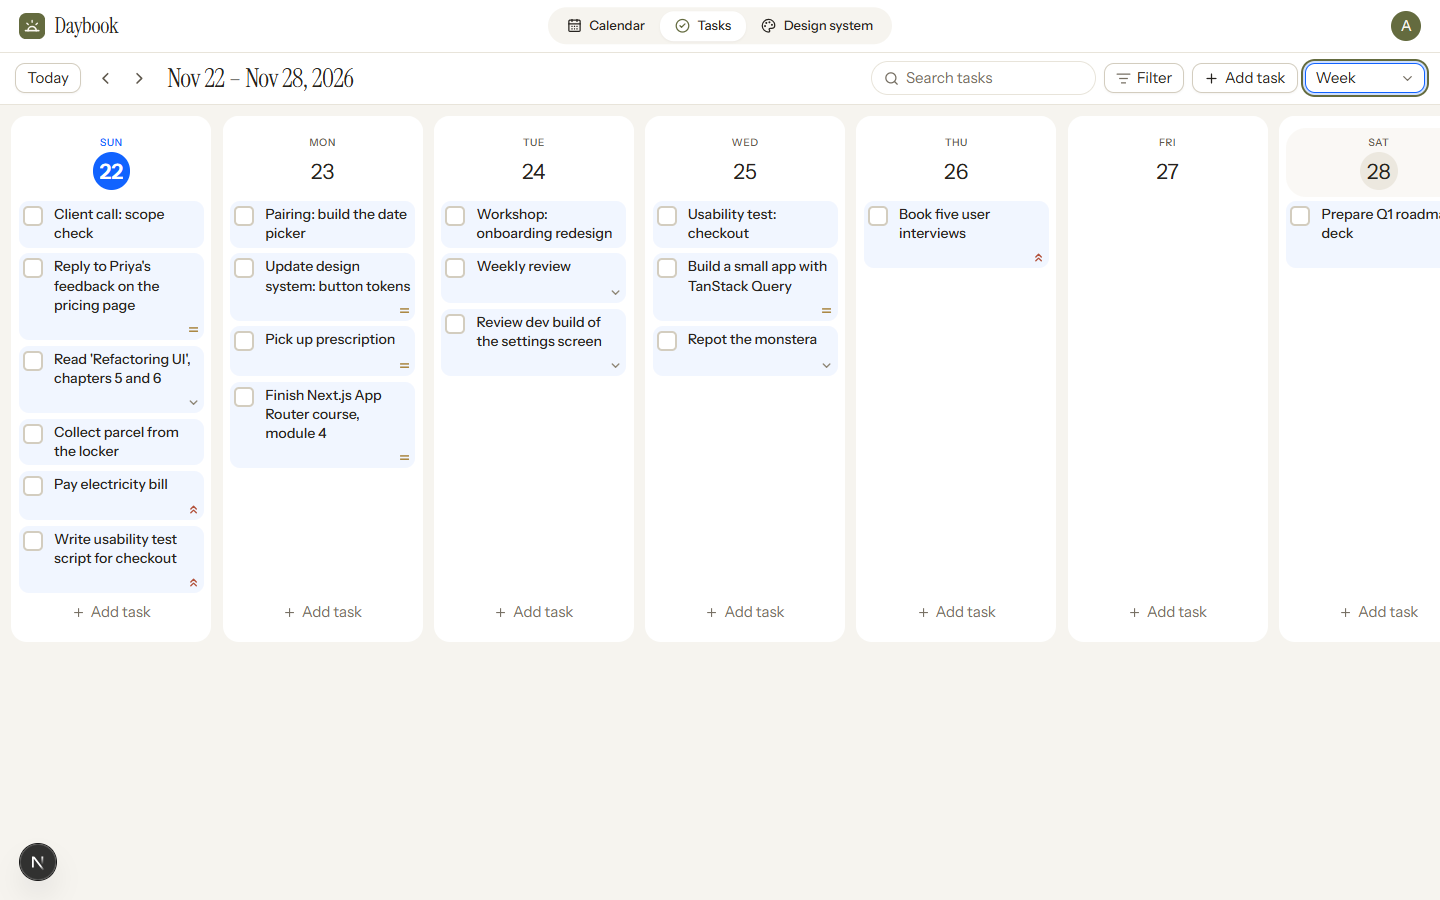 Daybook
Calendar
Tasks
Design system
A
Today
Nov 22 – Nov 28, 2026
Search tasks
Filter
Add task
Week
SUN
22
Client call: scope
check
Reply to Priya's
feedback on the
pricing page
Read 'Refactoring UI',
chapters 5 and 6
Collect parcel from
the locker
Pay electricity bill
Write usability test
script for checkout
Add task
MON
23
Pairing: build the date
picker
Update design
system: button tokens
Pick up prescription
Finish Next.js App
Router course,
module 4
Add task
TUE
24
Workshop:
onboarding redesign
Weekly review
Review dev build of
the settings screen
Add task
WED
25
Usability test:
checkout
Build a small app with
TanStack Query
Repot the monstera
Add task
THU
26
Book five user
interviews
Add task
FRI
27
Add task
SAT
28
Prepare Q1
deck
Add task
N